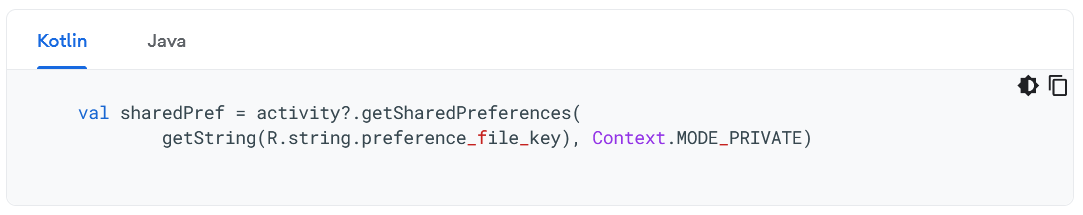 Kotlin Java
val sharedPref = activity?.getSharedPreferences(
getString(R.string.preference_file_key), Context.MODE_PRIVATE)